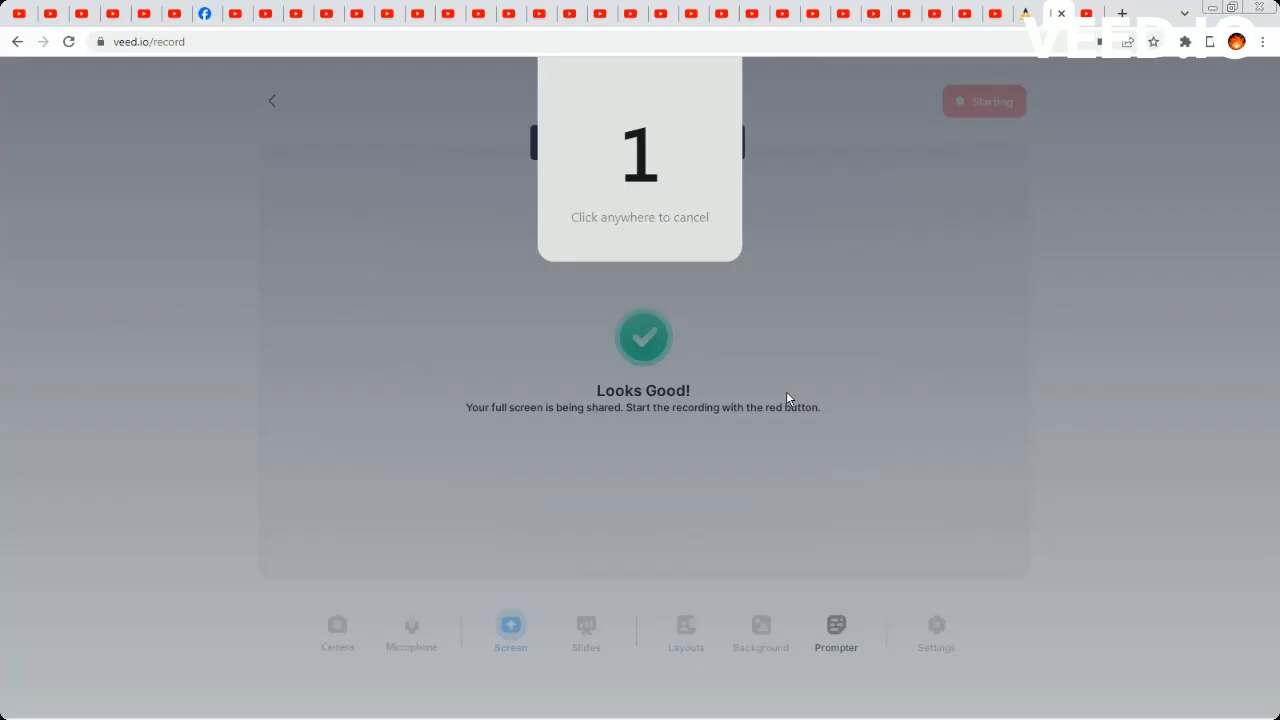 veed.io/record
VEED.IO
Starting
1
Click anywhere to cancel
Looks Good!
Your full screen is being shared. Start the recording with the red button.
Camera
Microphone
Screen
Slides
Layouts
Background
Prompter
Settings